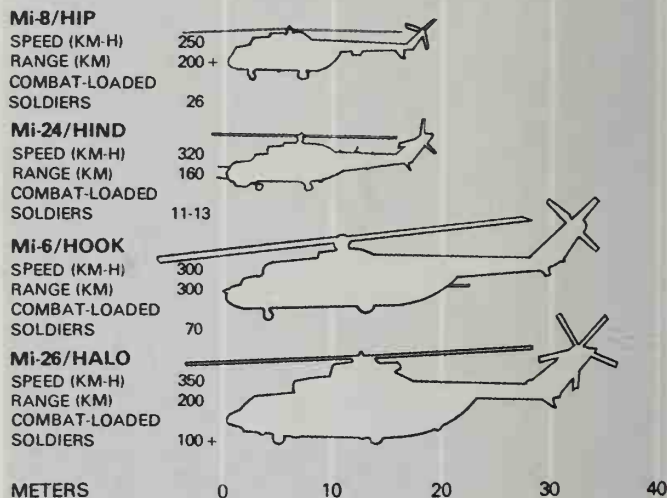 Mi-8/HIP
SPEED (KM-H) 250
RANGE (KM) 200 +
COMBAT-LOADED
SOLDIERS 26
Mi-24/HIND
SPEED (KM-H) 320
RANGE (KM) 160
COMBAT-LOADED
SOLDIERS 11-13
Mi-6/HOOK
SPEED (KM-H) 300
RANGE (KM) 300
COMBAT-LOADED
SOLDIERS 70
Mi-26/HALO
SPEED (KM-H) 350
RANGE (KM) 200
COMBAT-LOADED
SOLDIERS 100 +
METERS 0 10 20 30 40